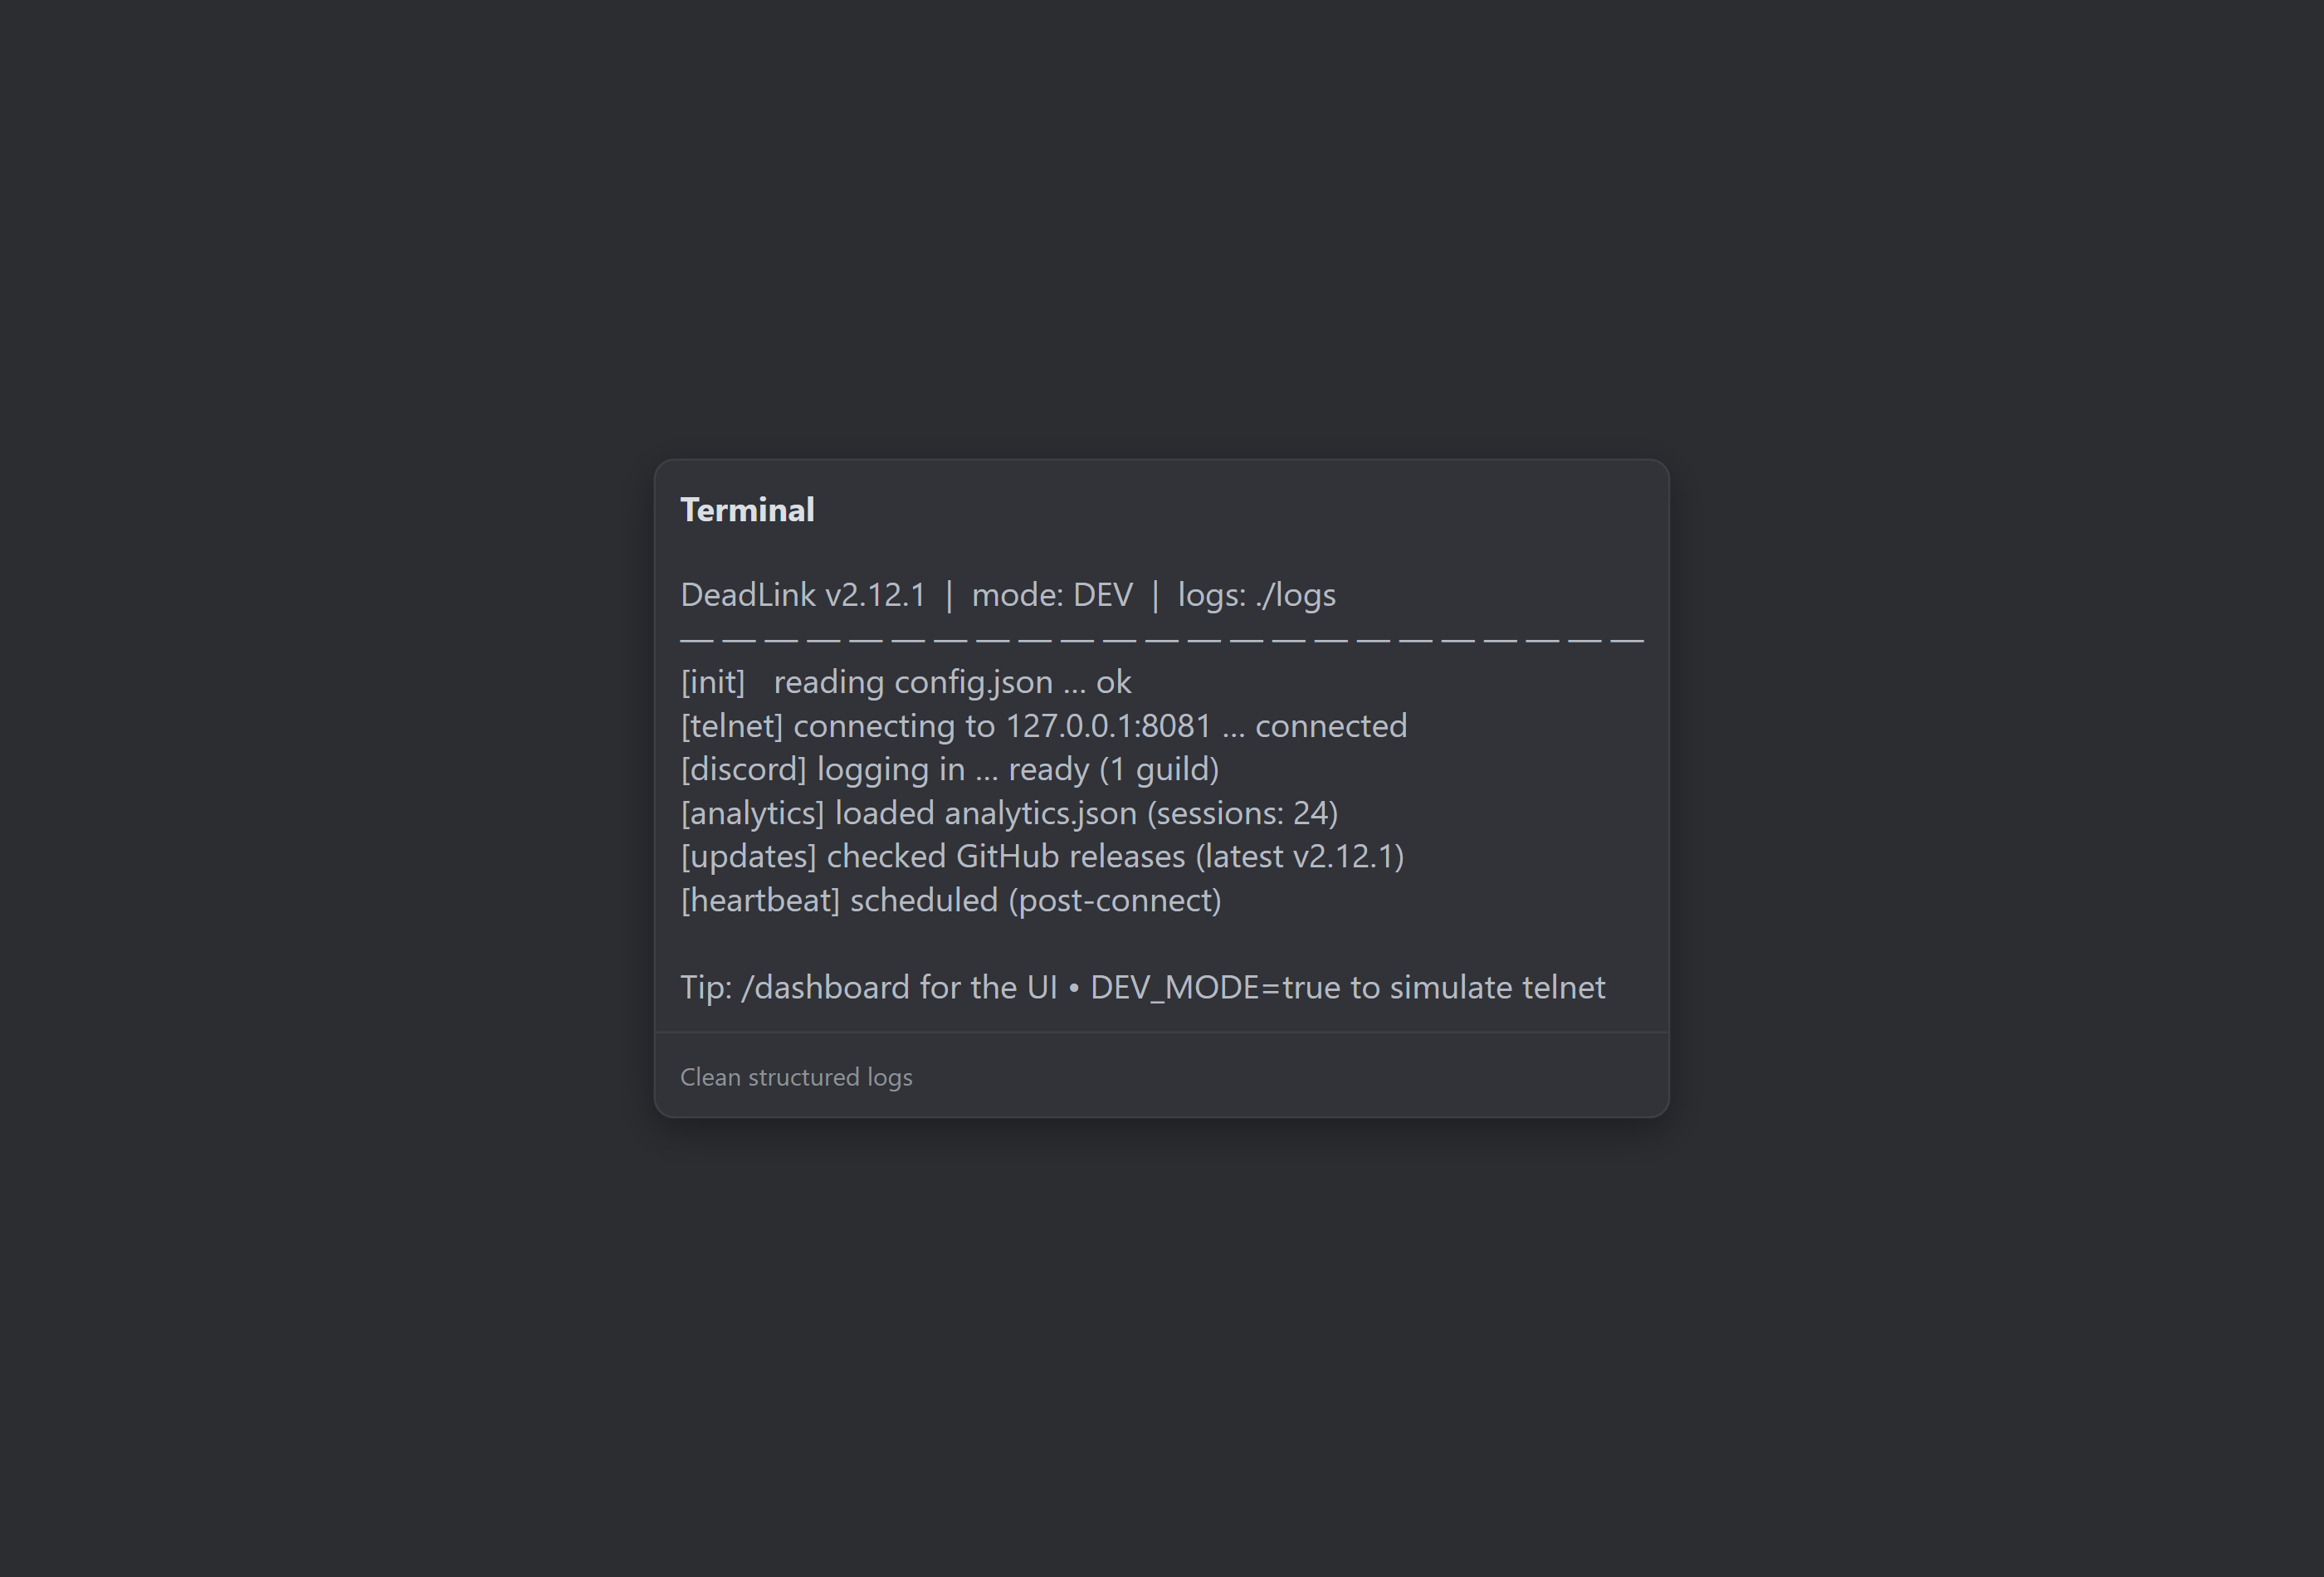 Terminal
DeadLink v2.12.1 | mode: DEV | logs: ./logs
— — — — — — — — — — — — — — — — — — — — — — —
[init]   reading config.json … ok
[telnet] connecting to 127.0.0.1:8081 … connected
[discord] logging in … ready (1 guild)
[analytics] loaded analytics.json (sessions: 24)
[updates] checked GitHub releases (latest v2.12.1)
[heartbeat] scheduled (post-connect)
Tip: /dashboard for the UI • DEV_MODE=true to simulate telnet
Clean structured logs